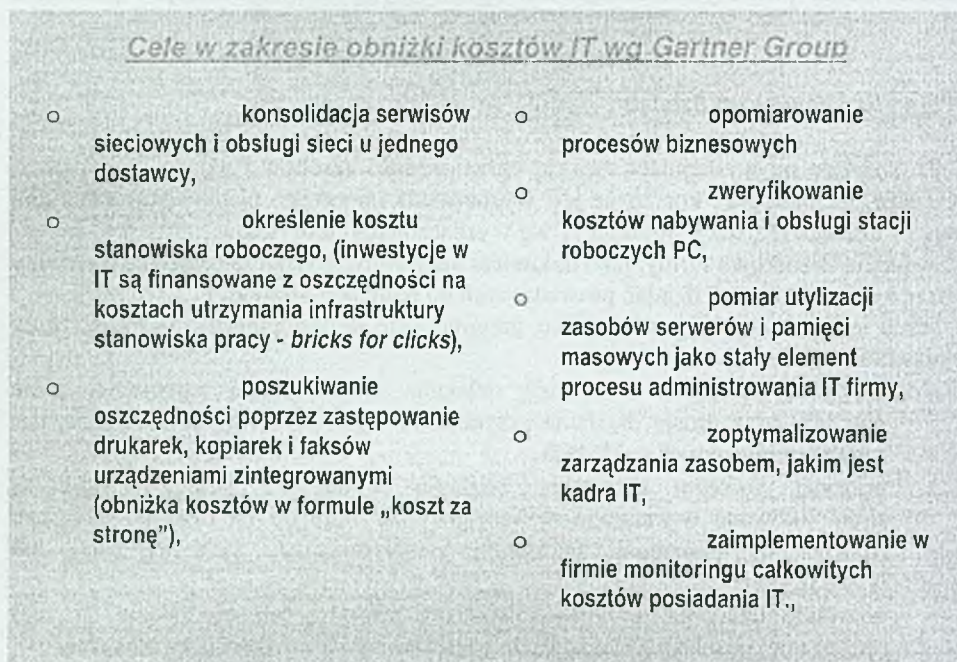 Cele w zakresie obniżki kosztów IT wg Gartner Group
o konsolidacja serwisów
sieciowych i obsługi sieci u jednego
dostawcy,
o określenie kosztu
stanowiska roboczego, (inwestycje w
IT są finansowane z oszczędności na
kosztach utrzymania infrastruktury
stanowiska pracy - bricks for clicks),
o poszukiwanie
oszczędności poprzez zastępowanie
drukarek, kopiarek i faksów
urządzeniami zintegrowanymi
(obniżka kosztów w formule „koszt za
stronę”),
o opomiarowanie
procesów biznesowych
o zweryfikowanie
kosztów nabywania i obsługi stacji
roboczych PC,
o pomiar utylizacji
zasobów serwerów i pamięci
masowych jako stały element
procesu administrowania IT firmy,
o zoptymalizowanie
zarządzania zasobem, jakim jest
kadra IT,
o zaimplementowanie w
firmie monitoringu całkowitych
kosztów posiadania IT.,